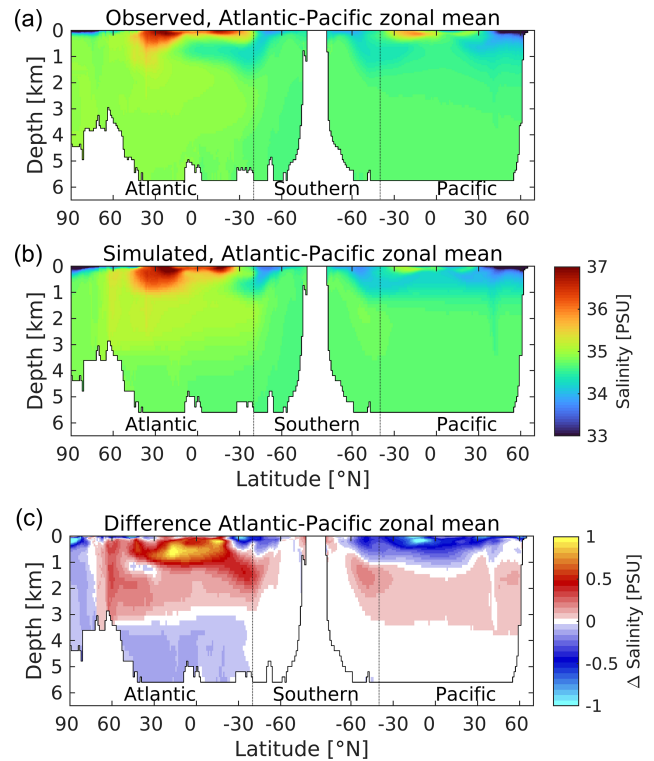 (a)
Observed, Atlantic-Pacific zonal mean
Depth [km]
0
1
2
3
4
5
6
Atlantic Southern Pacific
90 60 30 0 -30 -60 -60 -30 0 30 60
(b)
Simulated, Atlantic-Pacific zonal mean
Depth [km]
0
1
2
3
4
5
6
Atlantic Southern Pacific
90 60 30 0 -30 -60 -60 -30 0 30 60
Latitude [°N]
37
36
35
34
33
Salinity [PSU]
(c)
Difference Atlantic-Pacific zonal mean
Depth [km]
0
1
2
3
4
5
6
Atlantic Southern Pacific
90 60 30 0 -30 -60 -60 -30 0 30 60
Latitude [°N]
1
0.5
0
-0.5
-1
Δ Salinity [PSU]